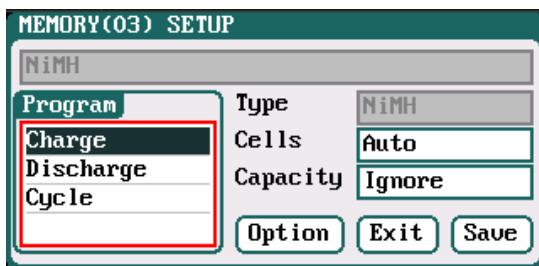 MEMORY(03) SETUP
NiMH
Program
Charge
Discharge
Cycle
Type NiMH
Cells Auto
Capacity Ignore
Option Exit Save